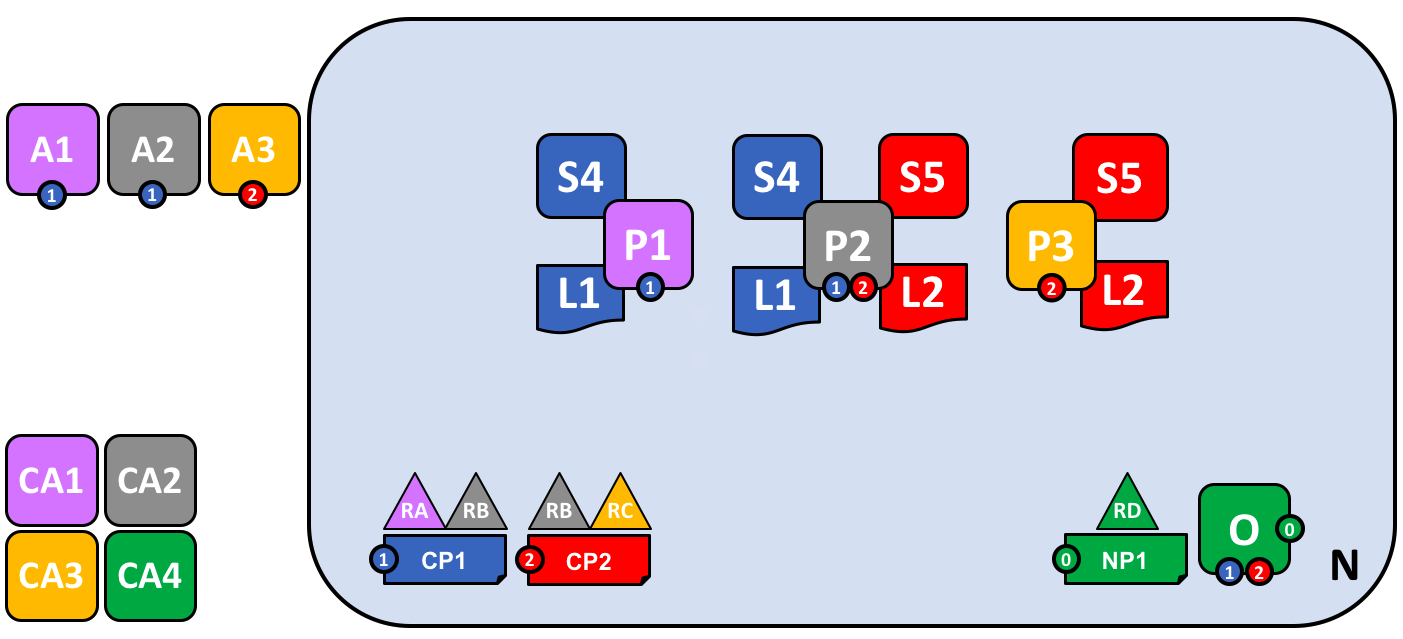 A1 A2 A3
1 1 2
S4 S4 S5 S5
P1 P2 P3
L1 L1 L2 L2
1 1 2 2
CA1 CA2
CA3 CA4
RA RB RB RC RD
1 CP1 2 CP2 0 NP1 O 0
1 2
N